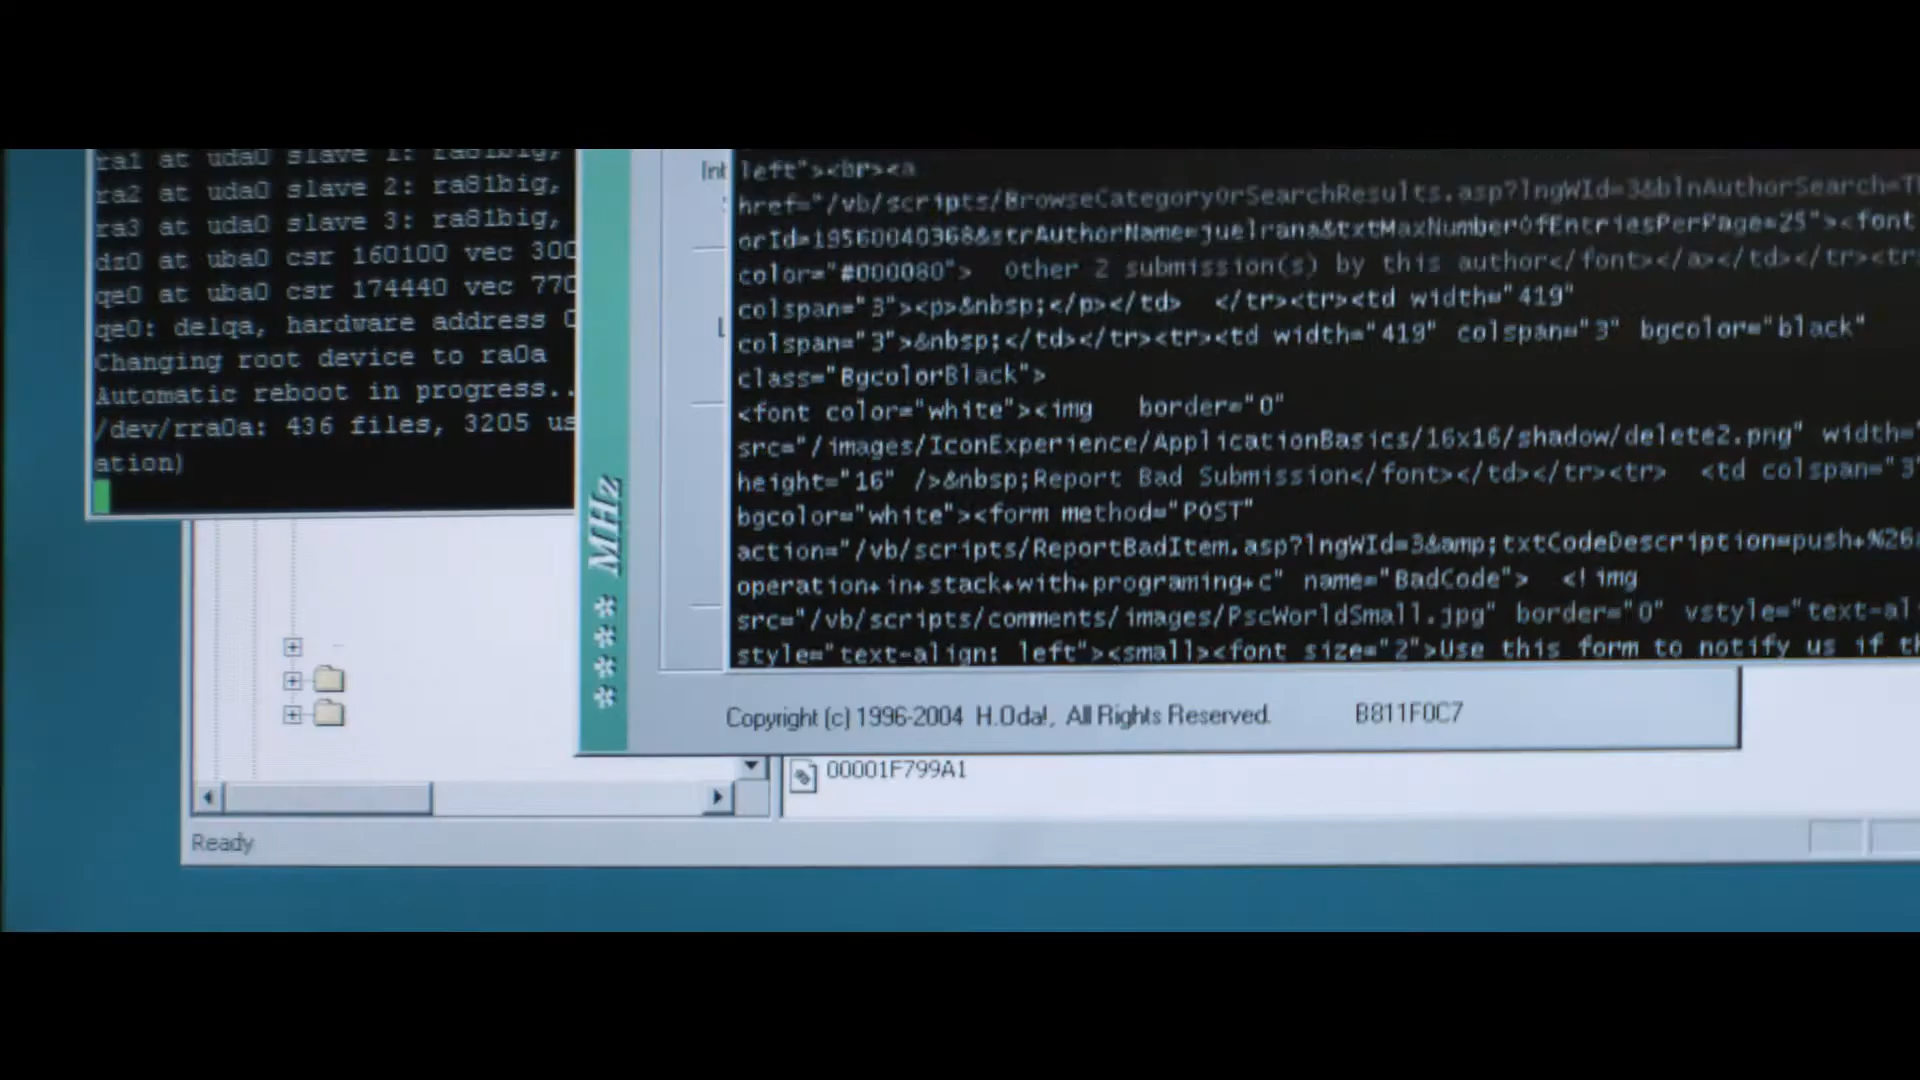 ra1 at uda0 slave 1: ra81big,
ra2 at uda0 slave 2: ra81big,
ra3 at uda0 slave 3: ra81big,
dz0 at uba0 csr 160100 vec 300
qe0 at uba0 csr 174440 vec 770
qe0: delqa, hardware address
Changing root device to ra0a
Automatic reboot in progress..
/dev/rra0a: 436 files, 3205 us
ation)
**** MHz
Int
L
left"><br><a
href="/vb/scripts/BrowseCategoryOrSearchResults.asp?lngWId=3&blnAuthorSearch=T
orId=19560040368&strAuthorName=juelrana&txtMaxNumberOfEntriesPerPage=25"><font
color="#000080"> Other 2 submission(s) by this author</font></a></td></tr><tr
colspan="3"><p>&nbsp;</p></td> </tr><tr><td width="419"
colspan="3">&nbsp;</td></tr><tr><td width="419" colspan="3" bgcolor="black"
class="BgcolorBlack">
<font color="white"><img border="0"
src="/images/IconExperience/ApplicationBasics/16x16/shadow/delete2.png" width="
height="16" />&nbsp;Report Bad Submission</font></td></tr><tr> <td colspan="3"
bgcolor="white"><form method="POST"
action="/vb/scripts/ReportBadItem.asp?lngWId=3&amp;txtCodeDescription=push+%26
operation+in+stack+with+programing+c" name="BadCode"> <!img
src="/vb/scripts/comments/images/PscWorldSmall.jpg" border="0" vstyle="text-al
style="text-align: left"><small><font size="2">Use this form to notify us if th
Copyright (c) 1996-2004 H.Oda!, All Rights Reserved. B811F0C7
00001F799A1
Ready